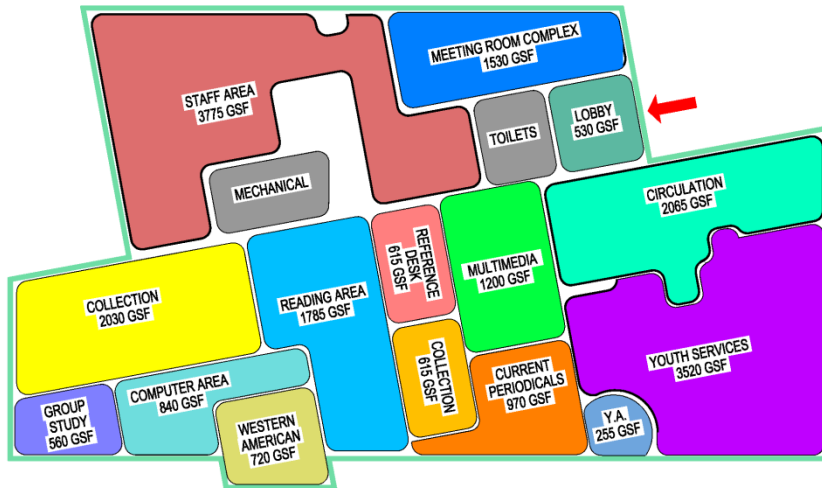 MEETING ROOM COMPLEX
1530 GSF
STAFF AREA
3775 GSF
LOBBY
530 GSF
TOILETS
MECHANICAL
CIRCULATION
2065 GSF
REFERENCE
DESK
615 GSF
MULTIMEDIA
1200 GSF
COLLECTION
2030 GSF
READING AREA
1785 GSF
YOUTH SERVICES
3520 GSF
COLLECTION
615 GSF
CURRENT
PERIODICALS
970 GSF
COMPUTER AREA
840 GSF
GROUP
STUDY
560 GSF
WESTERN
AMERICAN
720 GSF
Y.A.
255 GSF